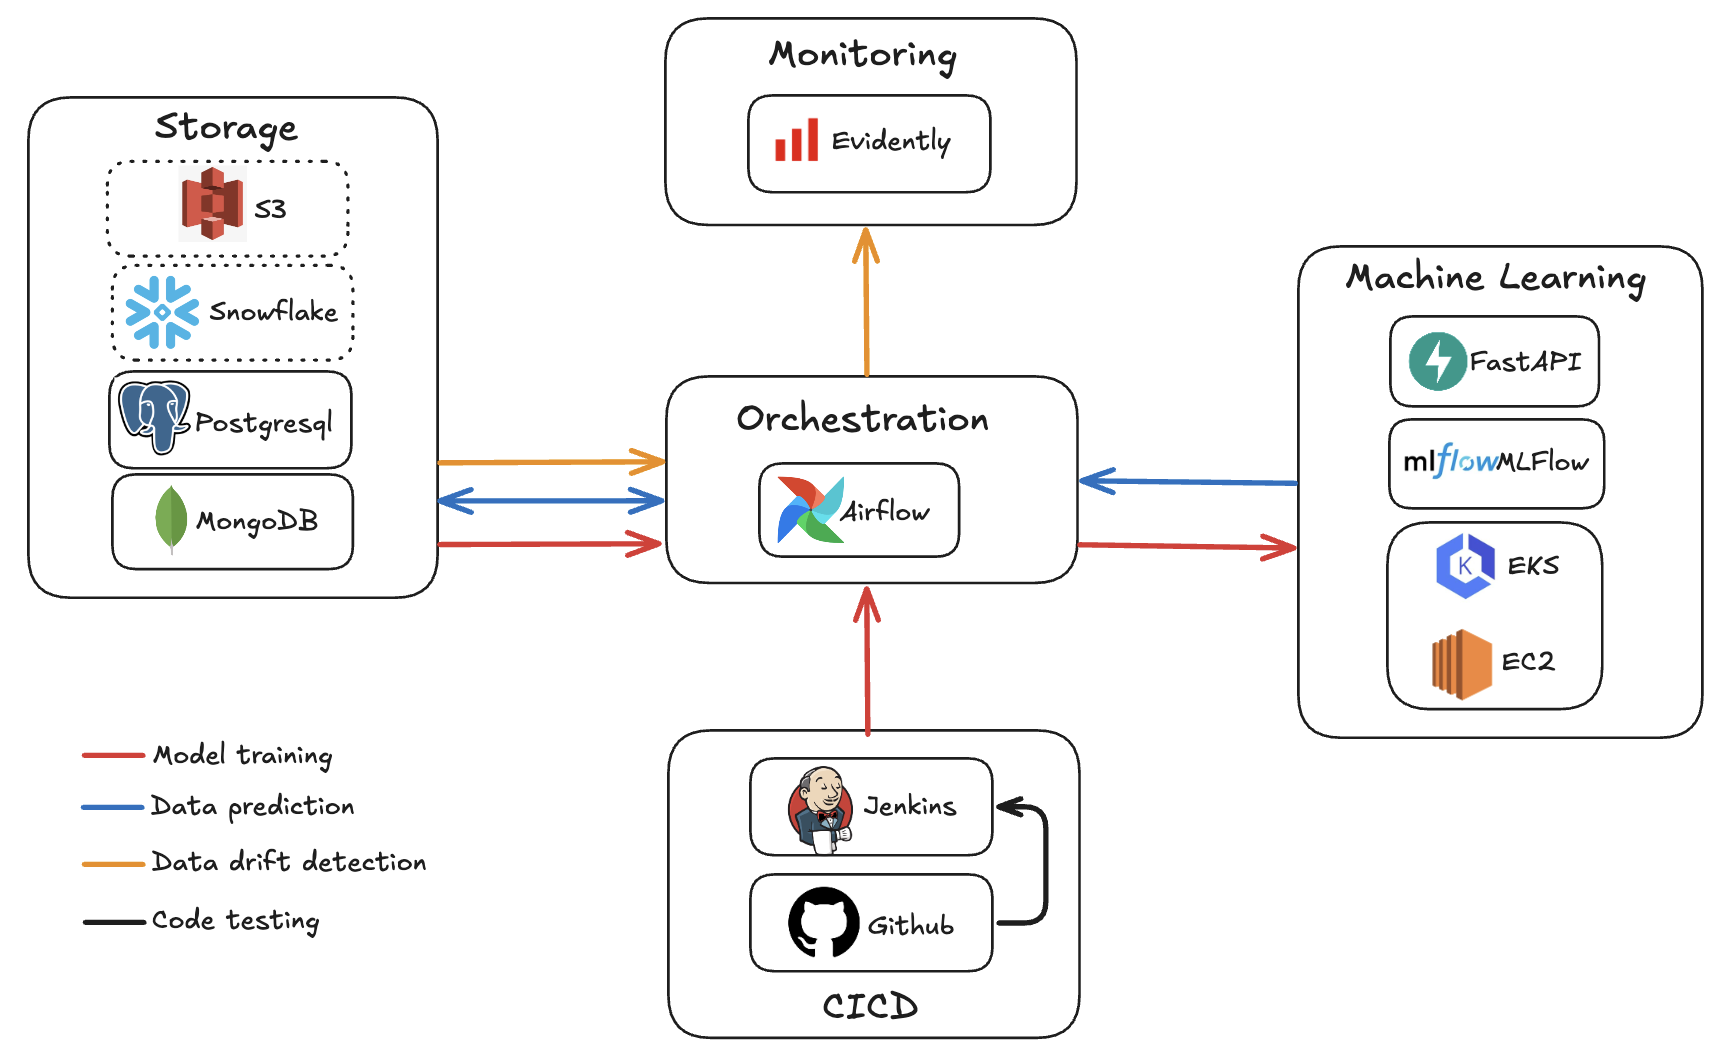 Monitoring
Evidently
Storage
S3
Snowflake
Postgresql
MongoDB
Orchestration
Airflow
Machine Learning
FastAPI
mlflow MLFlow
K
EKS
EC2
Model training
Data prediction
Data drift detection
Code testing
Jenkins
Github
CICD